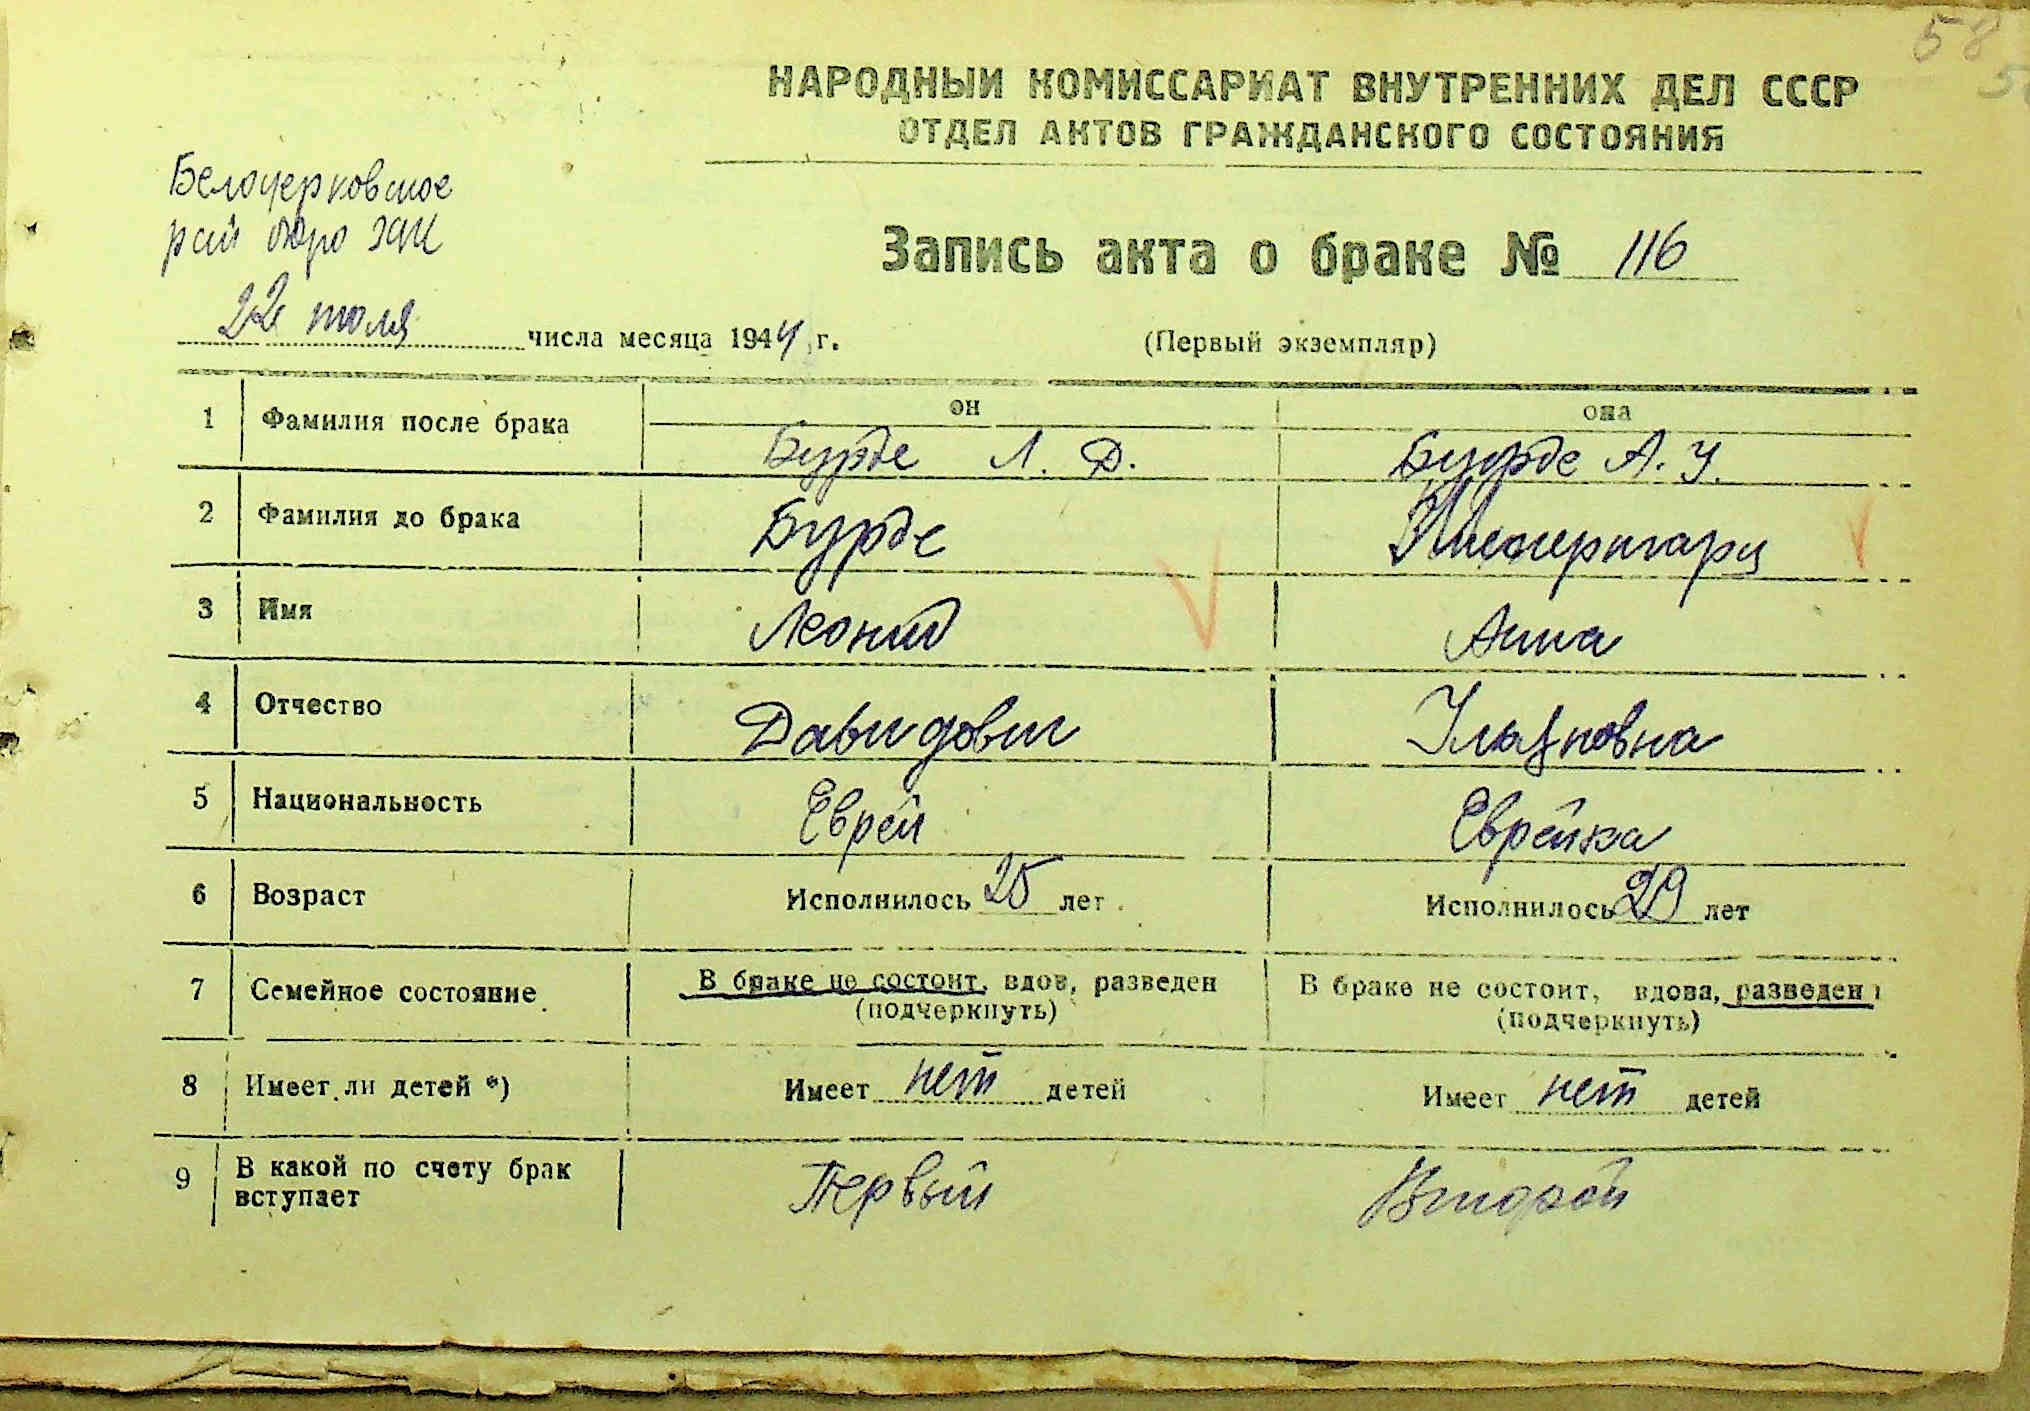 58
НАРОДНЫЙ КОМИССАРИАТ ВНУТРЕННИХ ДЕЛ СССР
ОТДЕЛ АКТОВ ГРАЖДАНСКОГО СОСТОЯНИЯ
Белоцерковское
рай бюро ЗАГС
Запись акта о браке № 116
22 июля числа месяца 1944 г.
(Первый экземпляр)
он она
1 Фамилия после брака Бурде Л. Д. Бурде А. У.
2 Фамилия до брака Бурде
3 Имя Леонид Анна
4 Отчество Давидович
5 Национальность Еврей Еврейка
6 Возраст Исполнилось 25 лет Исполнилось 29 лет
7 Семейное состояние В браке не состоит, вдов, разведен В браке не состоит, вдова, разведен
(подчеркнуть) (подчеркнуть)
8 Имеет ли детей *) Имеет нет детей Имеет нет детей
9 В какой по счету брак Первый Второй
вступает